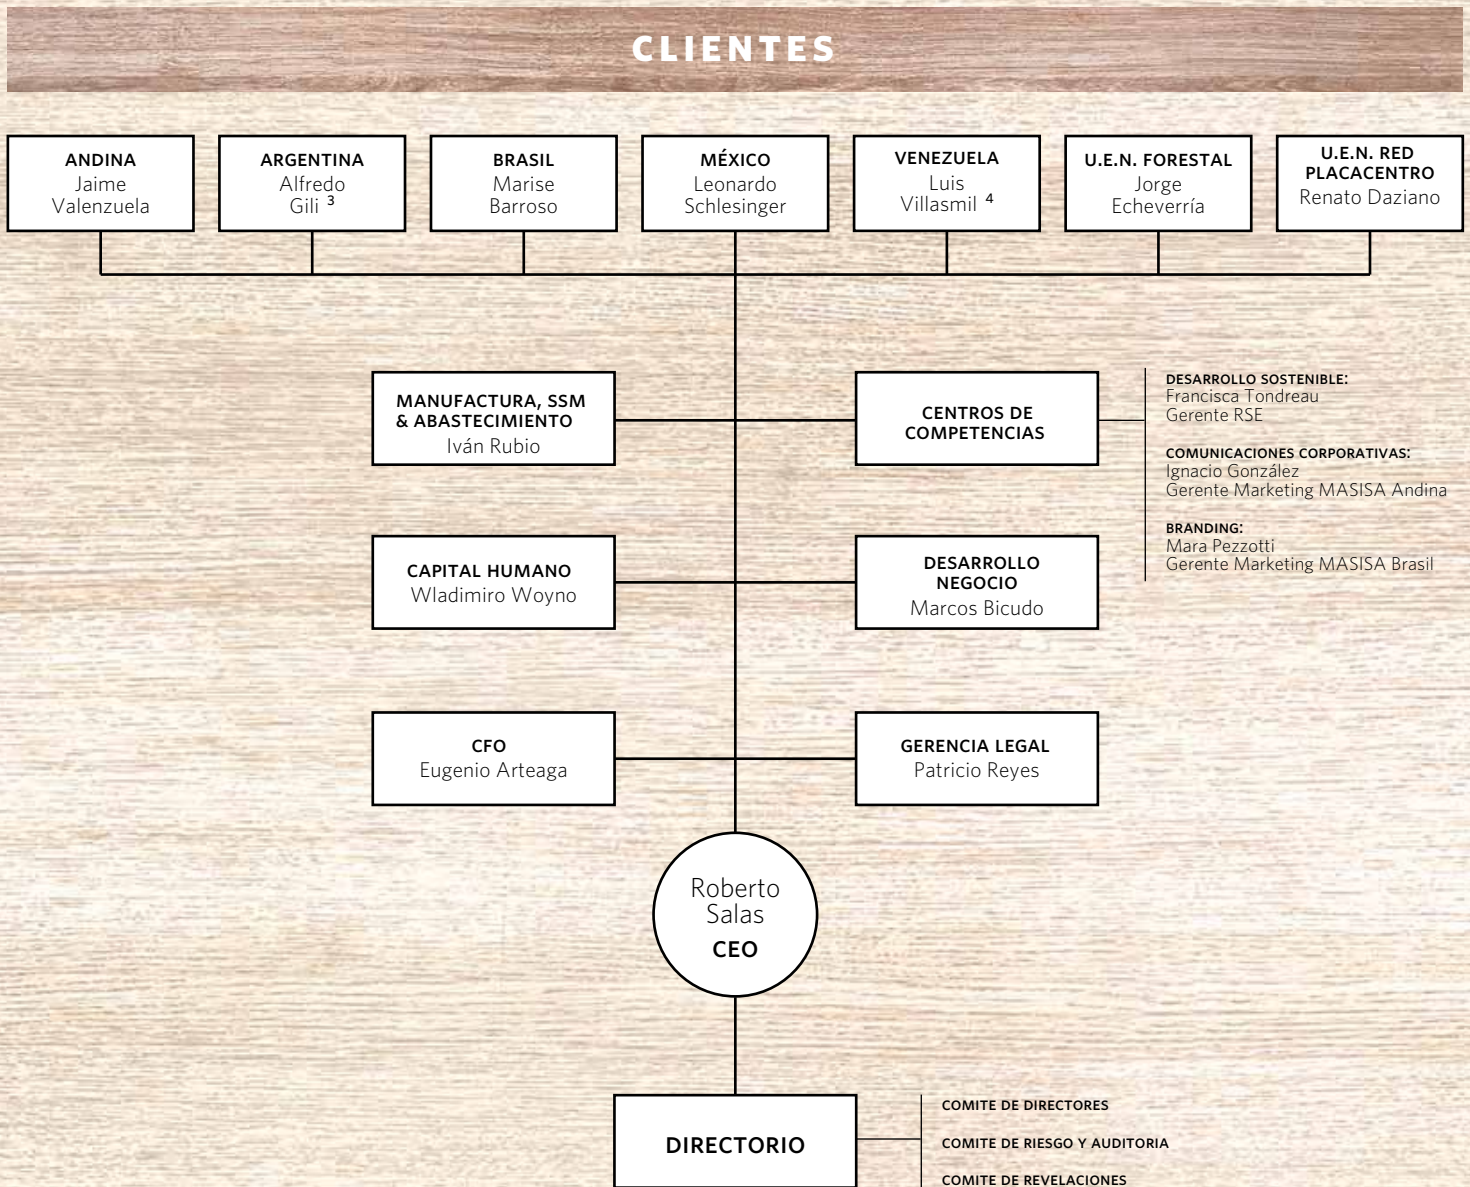 CLIENTES
ANDINA
Jaime
Valenzuela
ARGENTINA
Alfredo
Gili ³
BRASIL
Marise
Barroso
MÉXICO
Leonardo
Schlesinger
VENEZUELA
Luis
Villasmil ⁴
U.E.N. FORESTAL
Jorge
Echeverría
U.E.N. RED
PLACACENTRO
Renato Daziano
MANUFACTURA, SSM
& ABASTECIMIENTO
Iván Rubio
CENTROS DE
COMPETENCIAS
DESARROLLO SOSTENIBLE:
Francisca Tondreau
Gerente RSE
COMUNICACIONES CORPORATIVAS:
Ignacio González
Gerente Marketing MASISA Andina
BRANDING:
Mara Pezzotti
Gerente Marketing MASISA Brasil
CAPITAL HUMANO
Wladimiro Woyno
DESARROLLO
NEGOCIO
Marcos Bicudo
CFO
Eugenio Arteaga
GERENCIA LEGAL
Patricio Reyes
Roberto
Salas
CEO
DIRECTORIO
COMITE DE DIRECTORES
COMITE DE RIESGO Y AUDITORIA
COMITE DE REVELACIONES